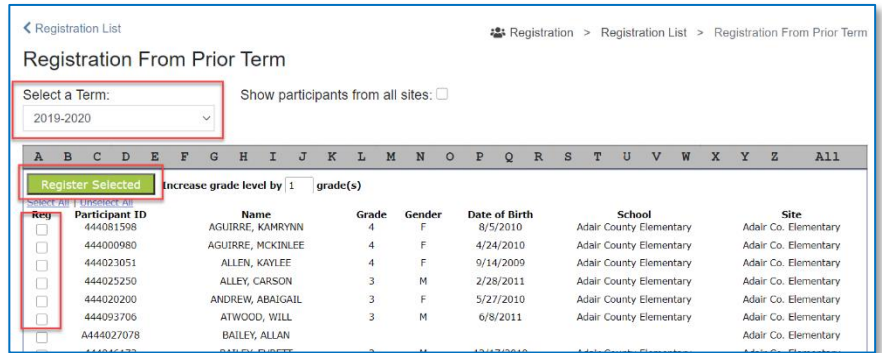 Registration List
Registration > Registration List > Registration From Prior Term
Registration From Prior Term
Select a Term: Show participants from all sites:
2019-2020
A B C D E F G H I J K L M N O P Q R S T U V W X Y Z All
Register Selected Increase grade level by 1 grade(s)
Select All | Unselect All
Reg Participant ID Name Grade Gender Date of Birth School Site
444081598 AGUIRRE, KAMRYNN 4 F 8/5/2010 Adair County Elementary Adair Co. Elementary
444000980 AGUIRRE, MCKINLEE 4 F 4/24/2010 Adair County Elementary Adair Co. Elementary
444023051 ALLEN, KAYLEE 4 F 9/14/2009 Adair County Elementary Adair Co. Elementary
444025250 ALLEY, CARSON 3 M 2/28/2011 Adair County Elementary Adair Co. Elementary
444020200 ANDREW, ABAIGAIL 3 F 5/27/2010 Adair County Elementary Adair Co. Elementary
444093706 ATWOOD, WILL 3 M 6/8/2011 Adair County Elementary Adair Co. Elementary
A444027078 BAILEY, ALLAN Adair Co. Elementary